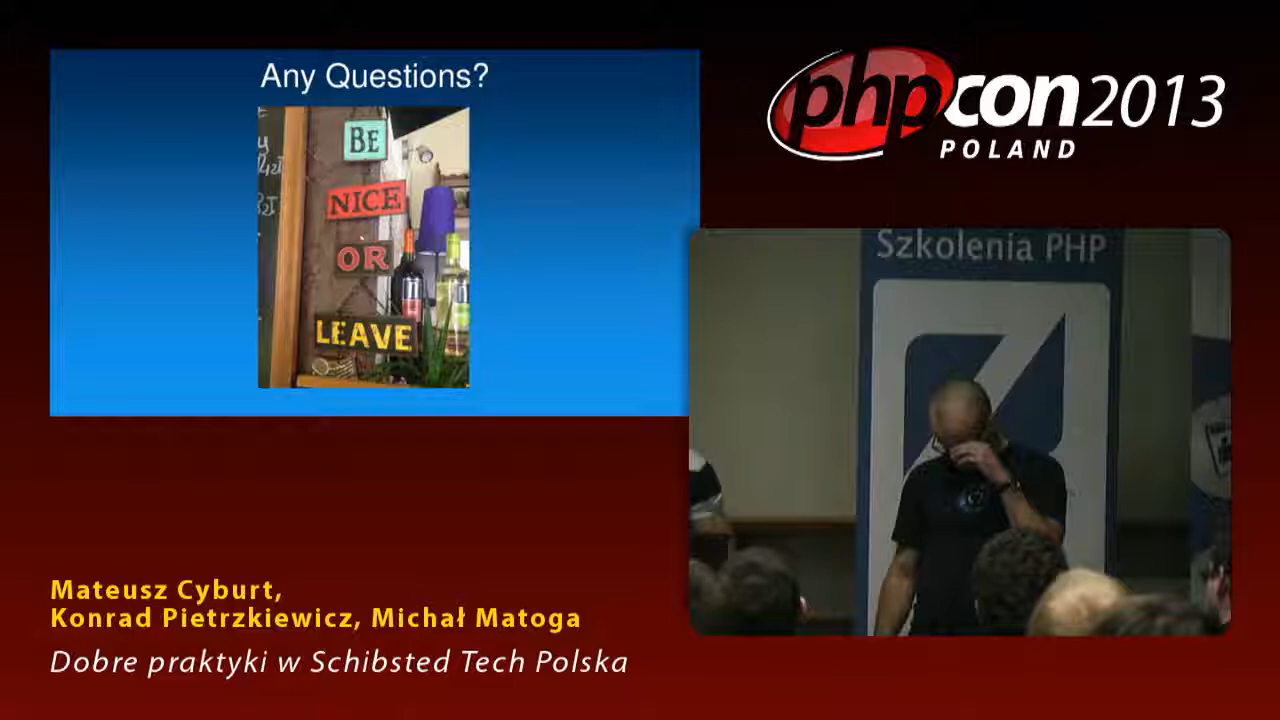 Any Questions?
BE
NICE
OR
LEAVE
phpcon2013
POLAND
Szkolenia PHP
Mateusz Cyburt,
Konrad Pietrzkiewicz, Michał Matoga
Dobre praktyki w Schibsted Tech Polska